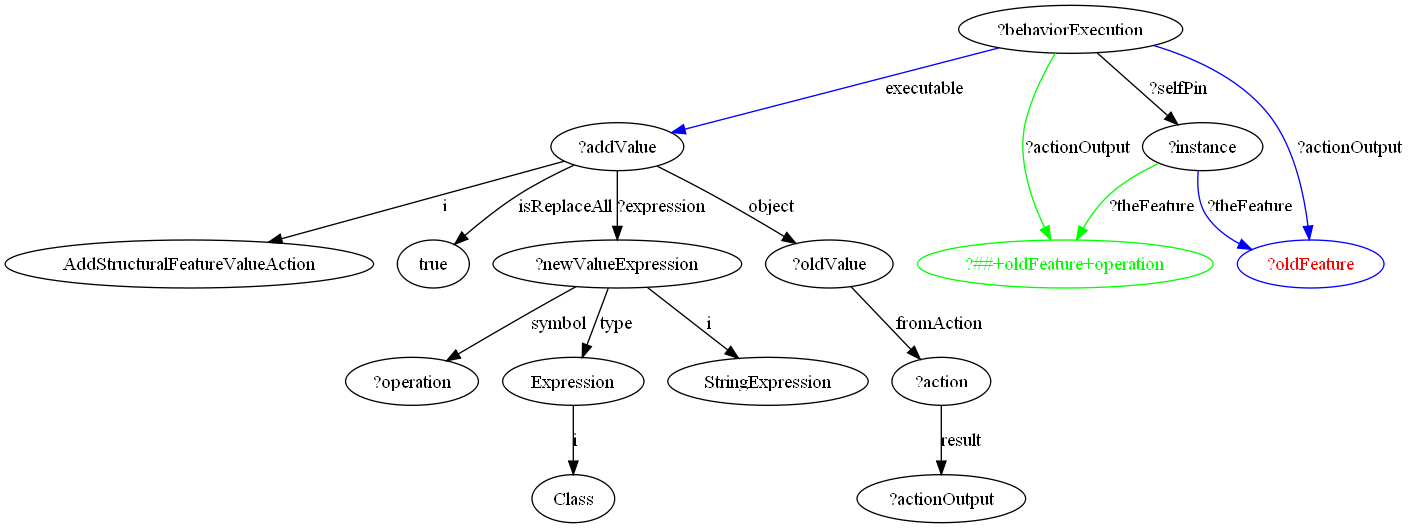 ?behaviorExecution
executable
?selfPin
?addValue
?actionOutput
?instance
?actionOutput
i
isReplaceAll
?expression
object
?theFeature
?theFeature
AddStructuralFeatureValueAction
true
?newValueExpression
?oldValue
?##+oldFeature+operation
?oldFeature
symbol
type
i
fromAction
?operation
Expression
StringExpression
?action
i
result
Class
?actionOutput